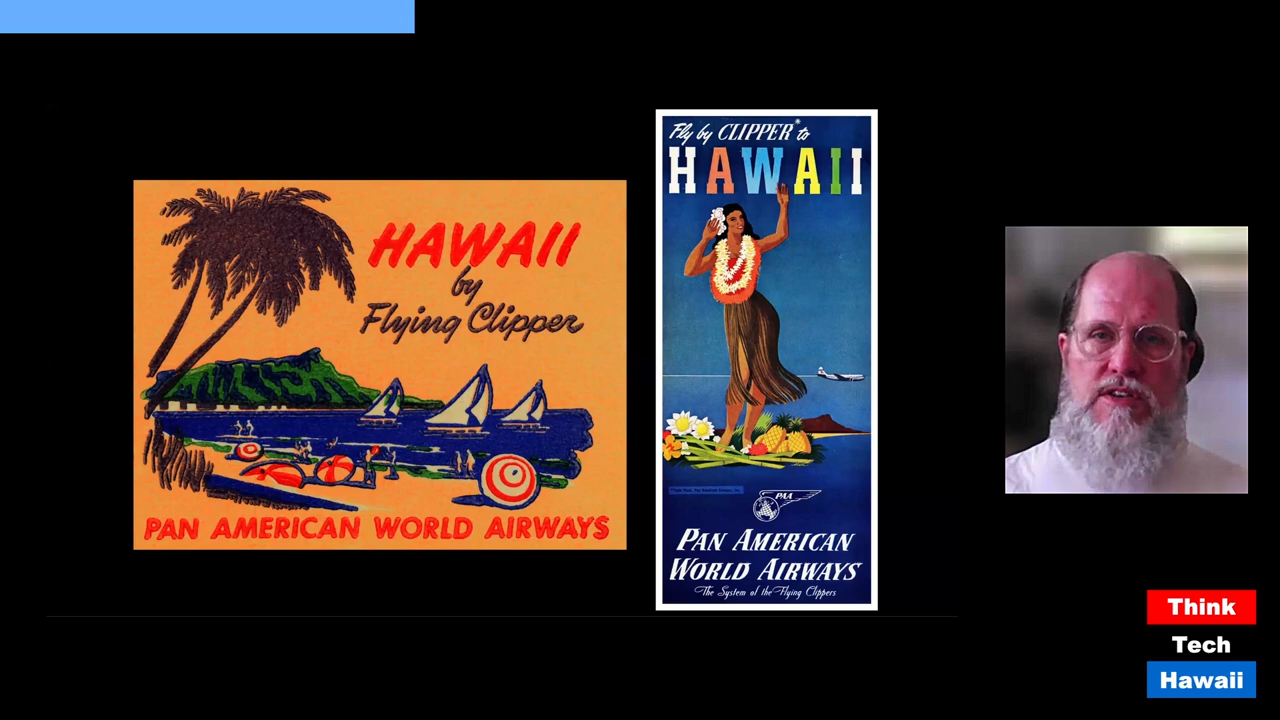 HAWAII
by
Flying Clipper
PAN AMERICAN WORLD AIRWAYS
Fly by CLIPPER* to
HAWAII
PAA
PAN AMERICAN
WORLD AIRWAYS
The System of the Flying Clippers
Think
Tech
Hawaii